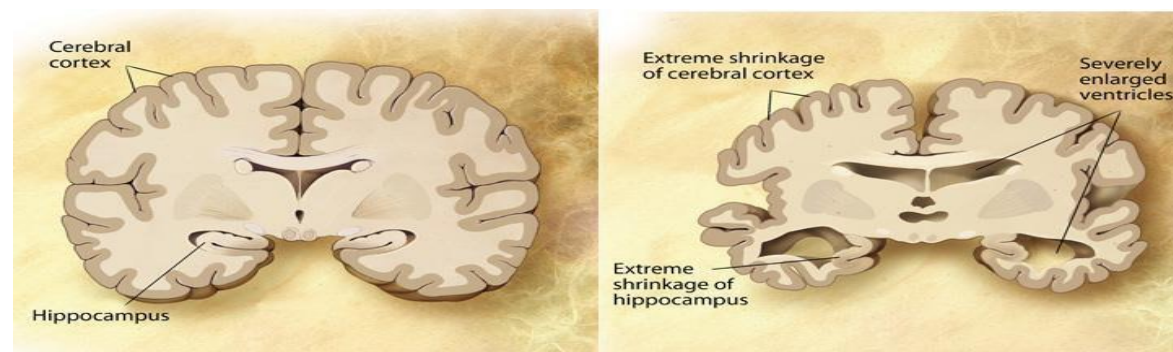 Cerebral
cortex
Hippocampus
Extreme shrinkage
of cerebral cortex
Severely
enlarged
ventricles
Extreme
shrinkage of
hippocampus